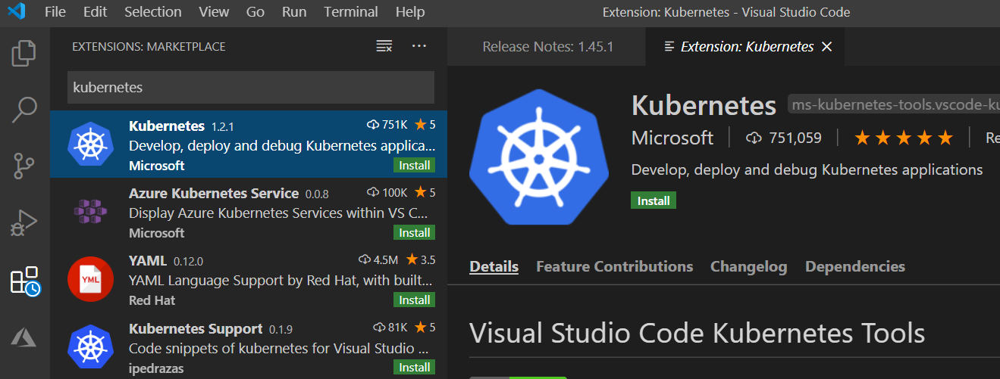 File Edit Selection View Go Run Terminal Help
Extension: Kubernetes - Visual Studio Code
EXTENSIONS: MARKETPLACE
kubernetes
Kubernetes 1.2.1 751K 5
Develop, deploy and debug Kubernetes applica...
Microsoft Install
Azure Kubernetes Service 0.0.8 100K 5
Display Azure Kubernetes Services within VS C...
Microsoft Install
YAML 0.12.0 4.5M 3.5
YML
YAML Language Support by Red Hat, with built...
Red Hat Install
Kubernetes Support 0.1.9 81K 5
Code snippets of kubernetes for Visual Studio ...
ipedrazas Install
Release Notes: 1.45.1
Extension: Kubernetes
Kubernetes ms-kubernetes-tools.vscode-ku
Microsoft 751,059 Re
Develop, deploy and debug Kubernetes applications
Install
Details Feature Contributions Changelog Dependencies
Visual Studio Code Kubernetes Tools